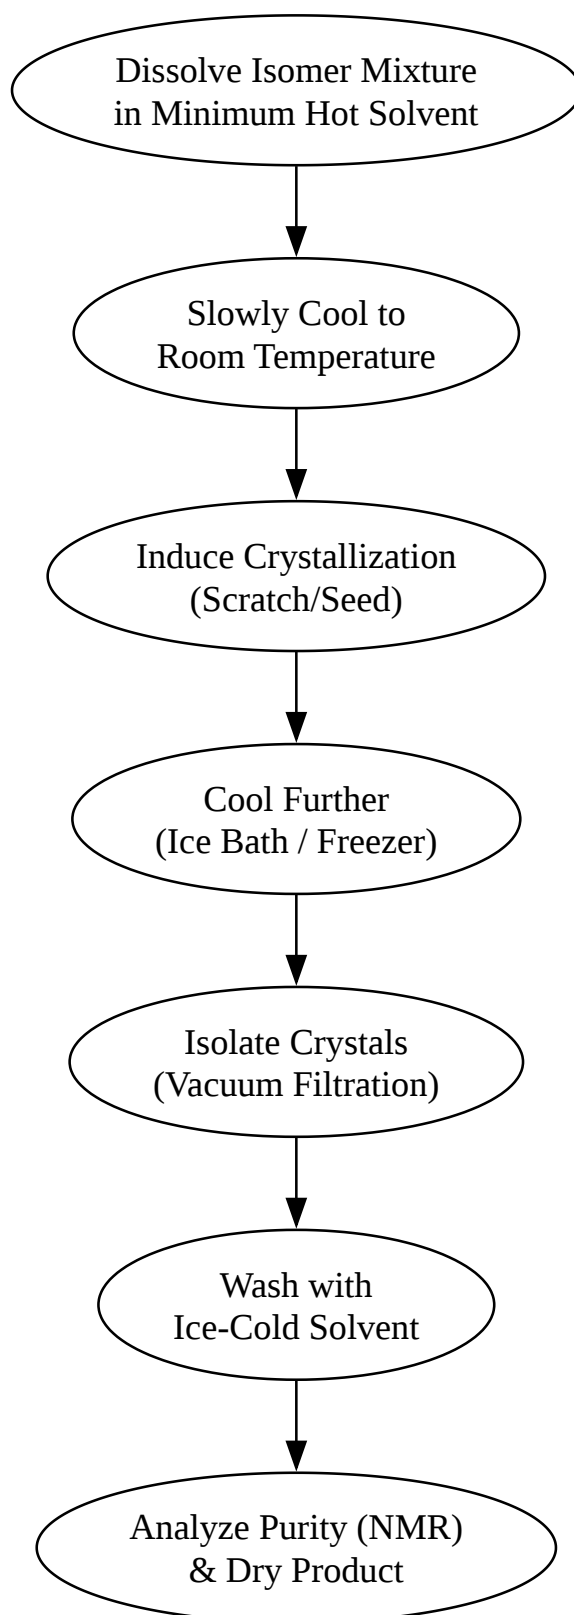 Dissolve Isomer Mixture
in Minimum Hot Solvent
Slowly Cool to
Room Temperature
Induce Crystallization
(Scratch/Seed)
Cool Further
(Ice Bath / Freezer)
Isolate Crystals
(Vacuum Filtration)
Wash with
Ice-Cold Solvent
Analyze Purity (NMR)
& Dry Product